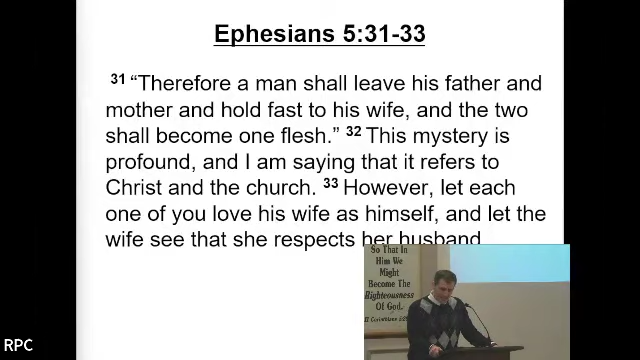 Ephesians 5:31-33
31 “Therefore a man shall leave his father and
mother and hold fast to his wife, and the two
shall become one flesh.” 32 This mystery is
profound, and I am saying that it refers to
Christ and the church. 33 However, let each
one of you love his wife as himself, and let the
wife see that she respects her husband
So That In
Him We
Might
Become The
Righteousness
Of God.
II Corinthians
RPC